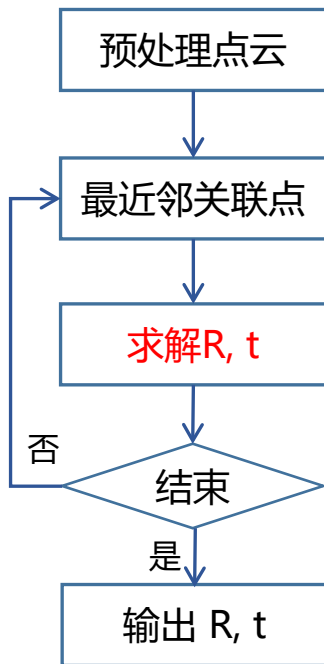 预处理点云
最近邻关联点
求解R, t
否
结束
是
输出 R, t